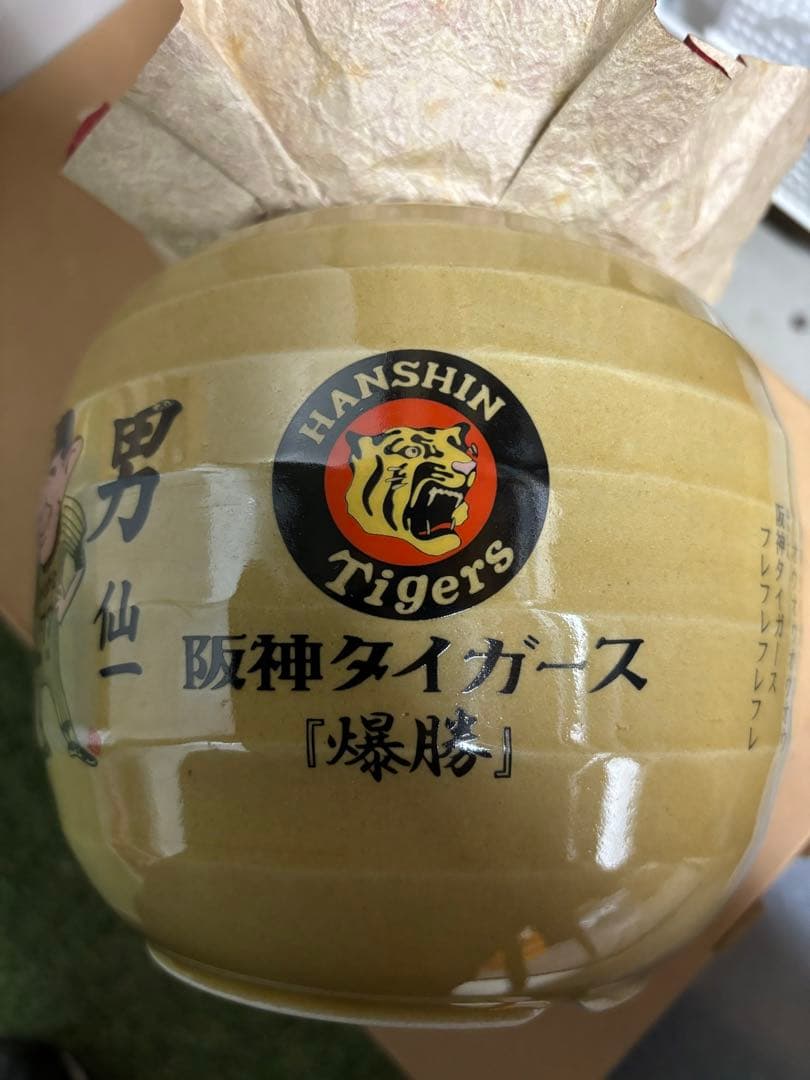 HANSHIN
Tigers
阪神タイガース
『爆勝』
男
仙一
阪神タイガース
フレフレフレフレ